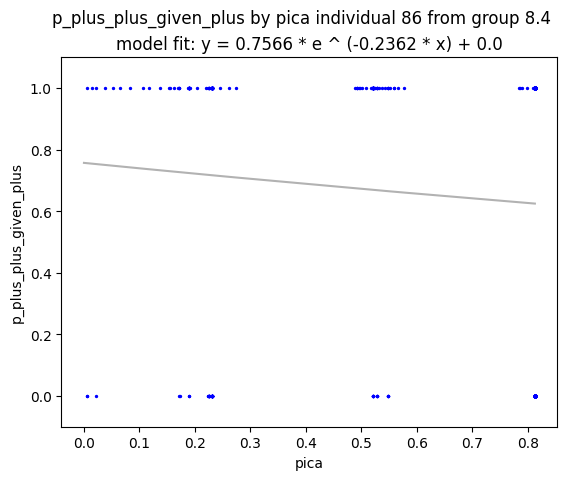 p_plus_plus_given_plus by pica individual 86 from group 8.4
model fit: y = 0.7566 * e ^ (-0.2362 * x) + 0.0
p_plus_plus_given_plus
1.0
0.8
0.6
0.4
0.2
0.0
0.0 0.1 0.2 0.3 0.4 0.5 0.6 0.7 0.8
pica